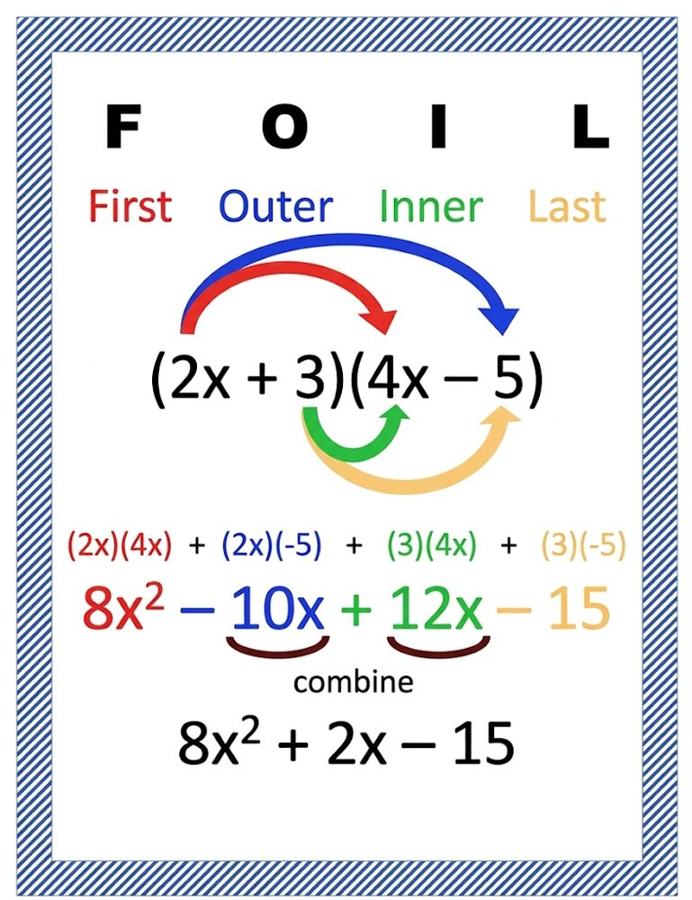 F O I L
First Outer Inner Last
(2x + 3)(4x – 5)
(2x)(4x) + (2x)(-5) + (3)(4x) + (3)(-5)
8x² – 10x + 12x – 15
combine
8x² + 2x – 15